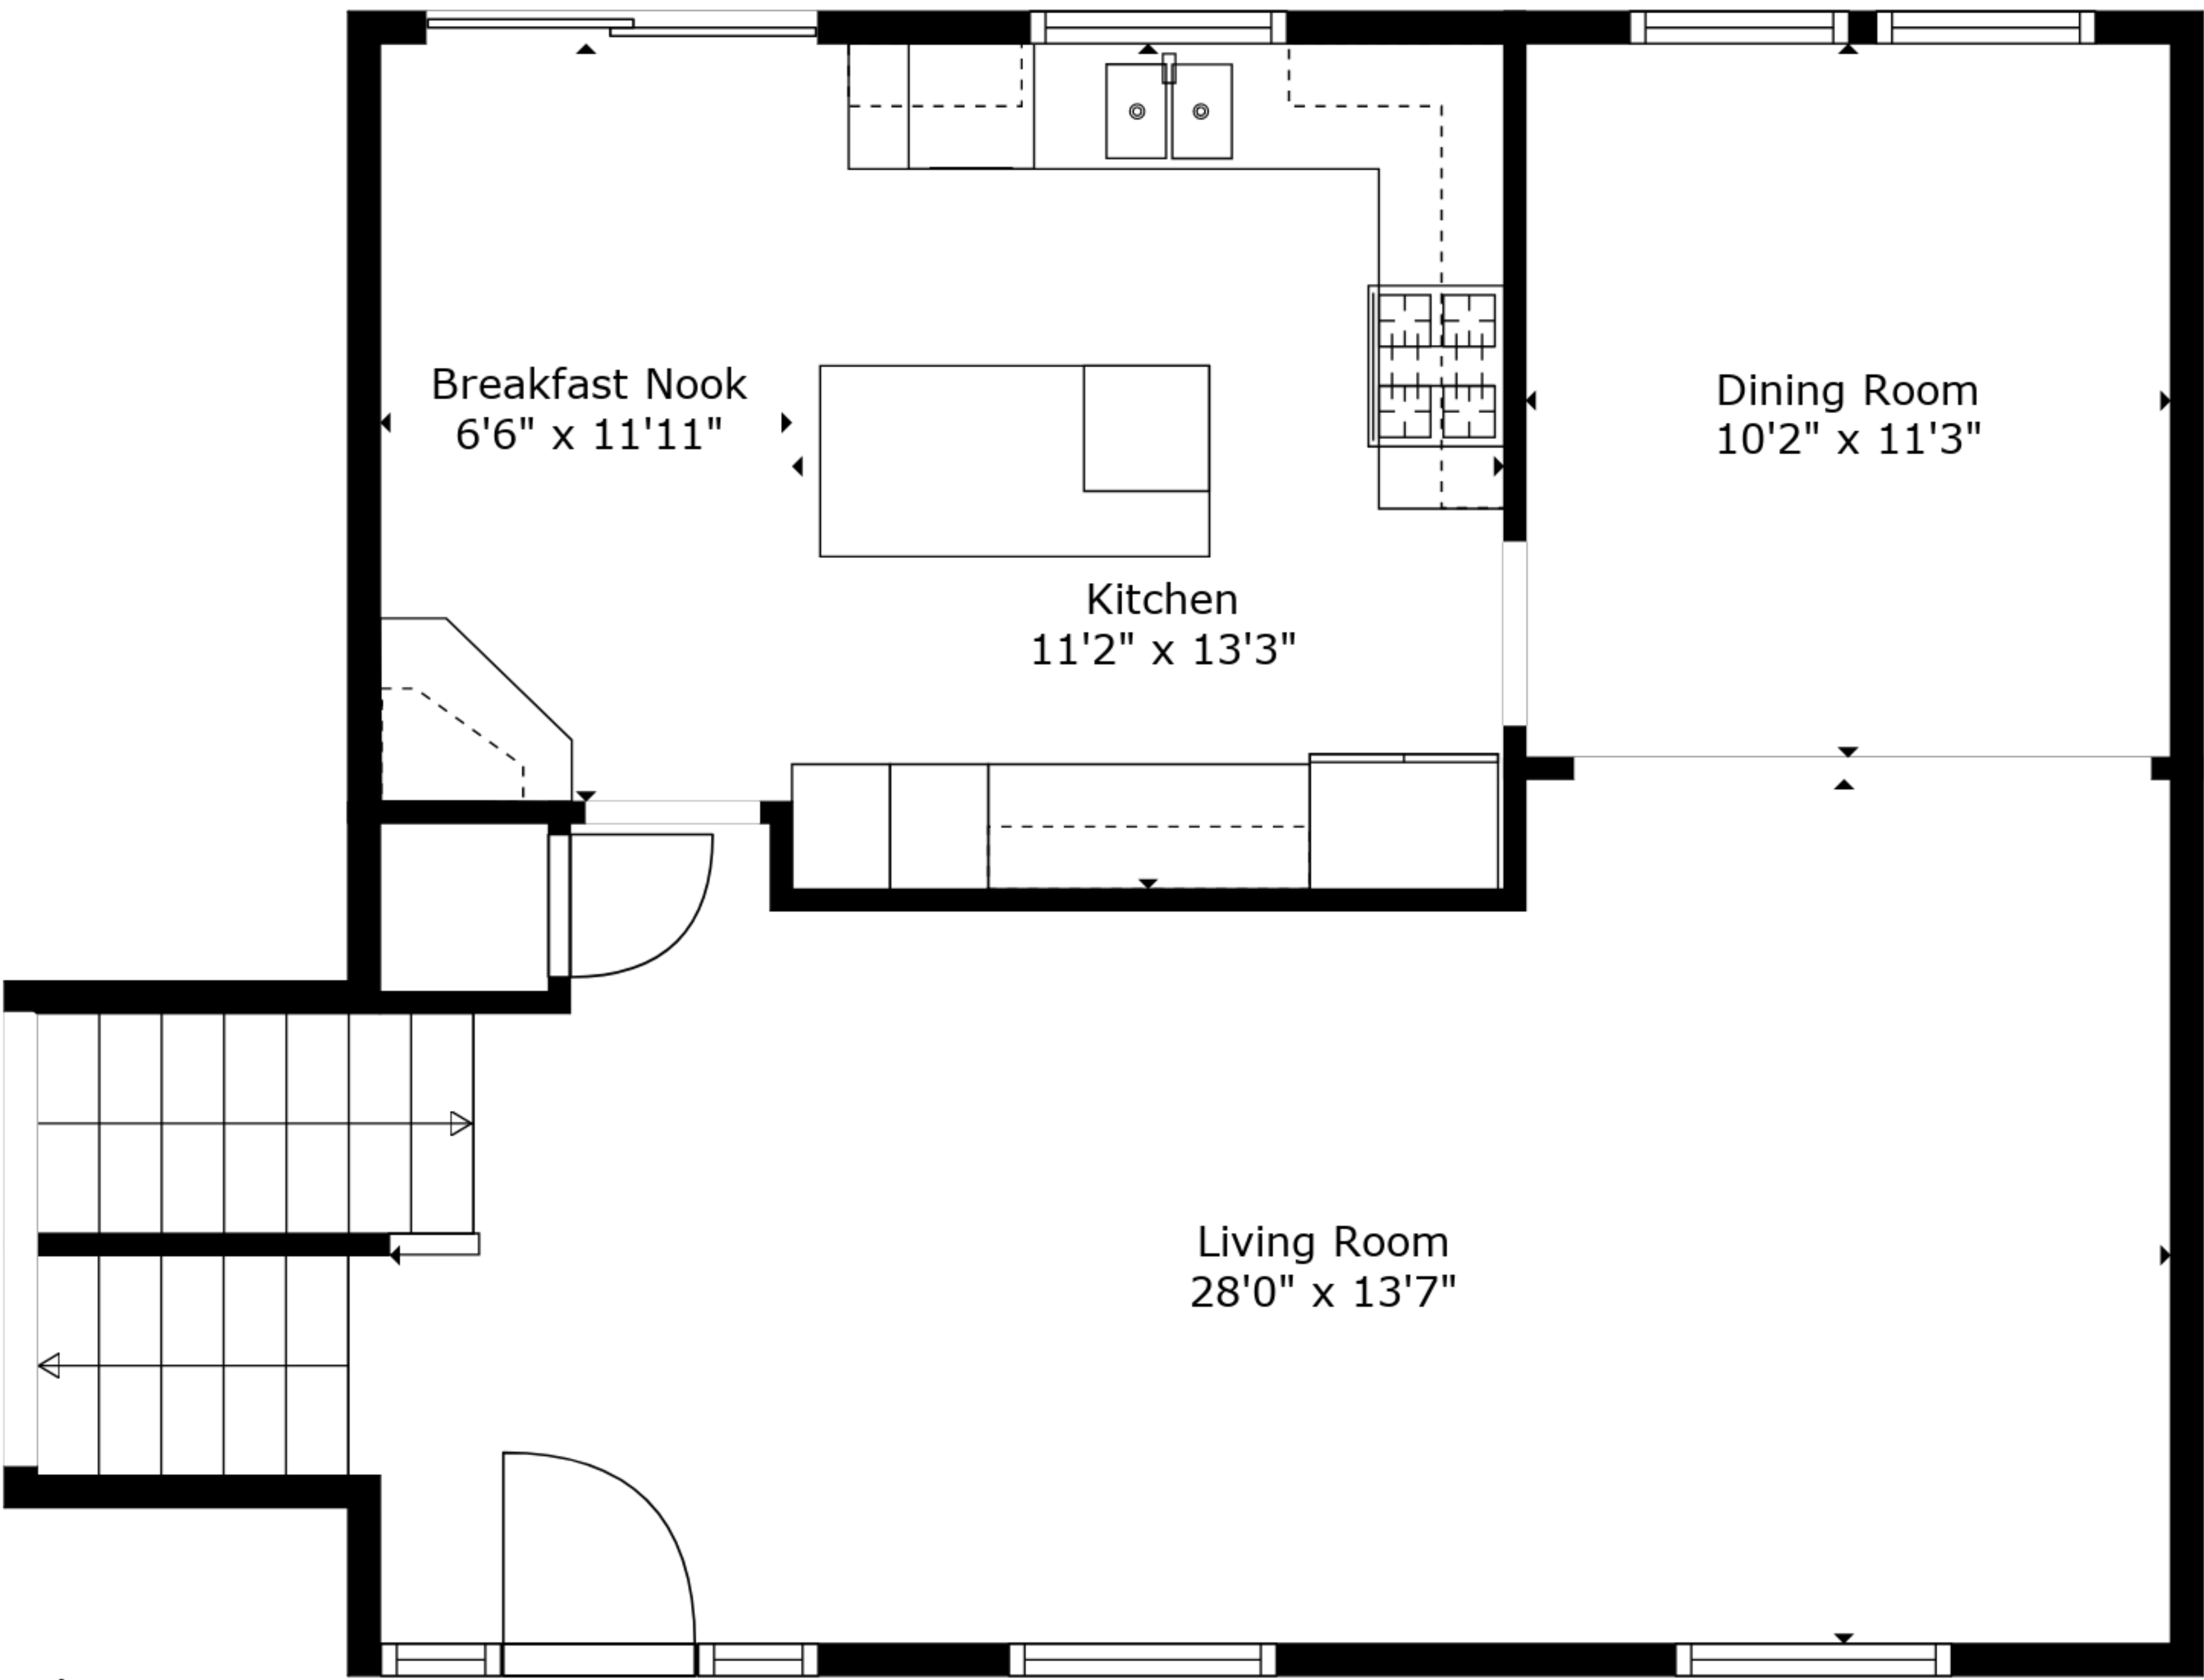 Breakfast Nook
6'6" x 11'11"
Dining Room
10'2" x 11'3"
Kitchen
11'2" x 13'3"
Living Room
28'0" x 13'7"